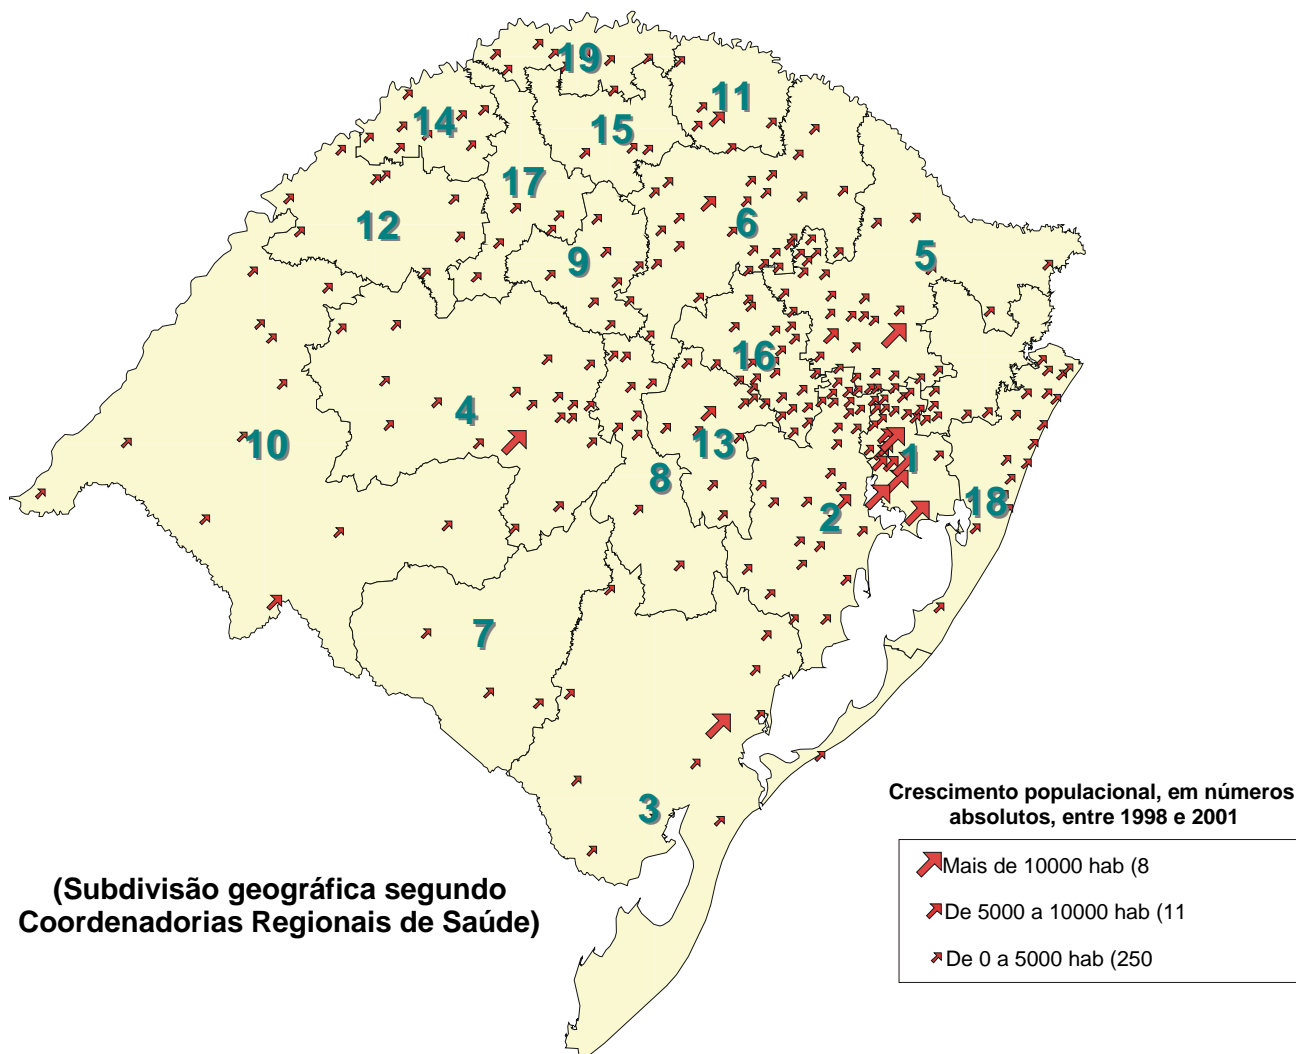 19
11
14
15
17
12
6
9
5
16
4
10
13
1
8
18
2
7
3
Crescimento populacional, em números
absolutos, entre 1998 e 2001
Mais de 10000 hab (8
De 5000 a 10000 hab (11
De 0 a 5000 hab (250
(Subdivisão geográfica segundo
Coordenadorias Regionais de Saúde)